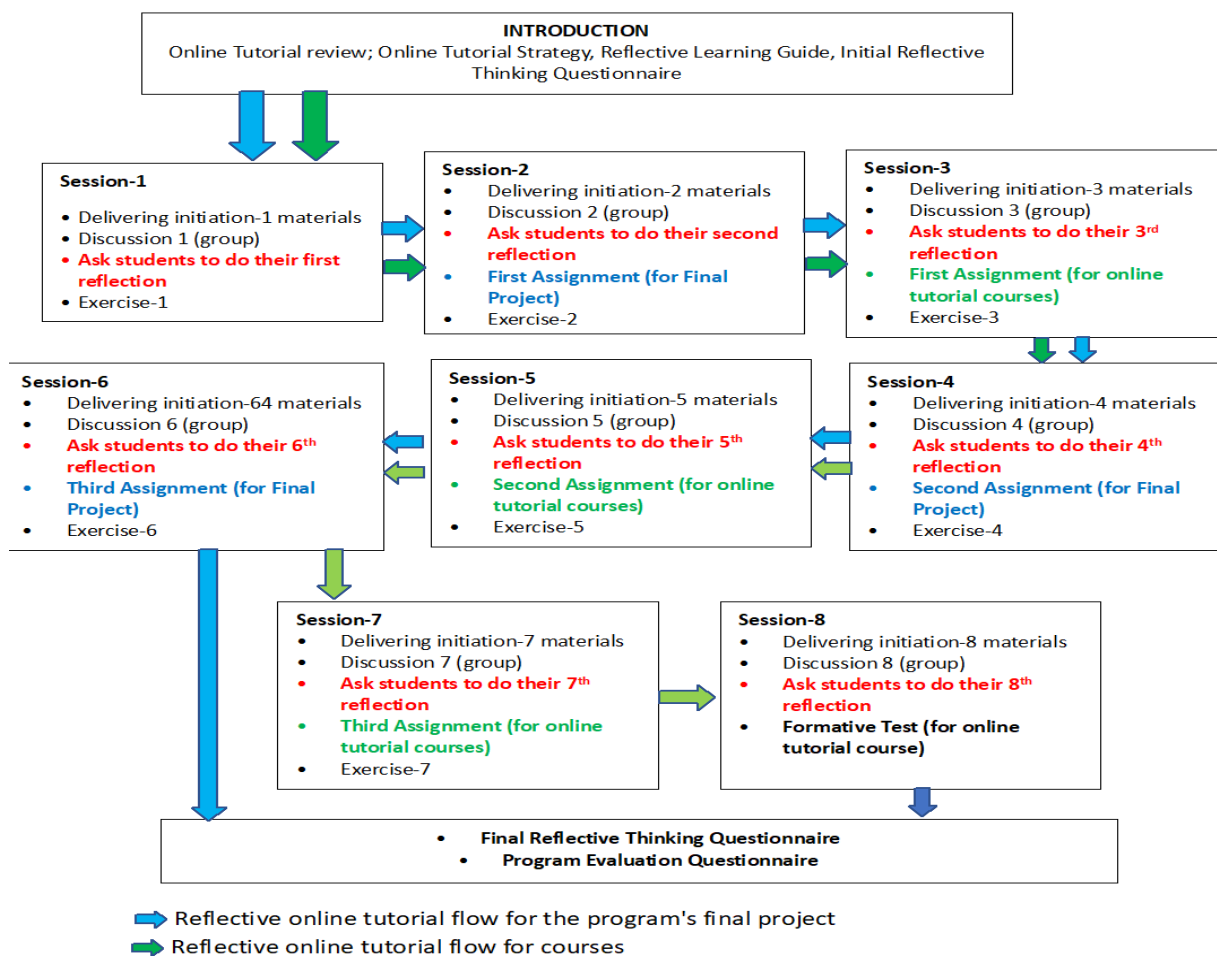 INTRODUCTION
Online Tutorial review; Online Tutorial Strategy, Reflective Learning Guide, Initial Reflective
Thinking Questionnaire
Session-1
• Delivering initiation-1 materials
• Discussion 1 (group)
• Ask students to do their first
reflection
• Exercise-1
Session-2
• Delivering initiation-2 materials
• Discussion 2 (group)
• Ask students to do their second
reflection
• First Assignment (for Final
Project)
• Exercise-2
Session-3
• Delivering initiation-3 materials
• Discussion 3 (group)
• Ask students to do their 3rd
reflection
• First Assignment (for online
tutorial courses)
• Exercise-3
Session-4
• Delivering initiation-4 materials
• Discussion 4 (group)
• Ask students to do their 4th
reflection
• Second Assignment (for Final
Project)
• Exercise-4
Session-5
• Delivering initiation-5 materials
• Discussion 5 (group)
• Ask students to do their 5th
reflection
• Second Assignment (for online
tutorial courses)
• Exercise-5
Session-6
• Delivering initiation-64 materials
• Discussion 6 (group)
• Ask students to do their 6th
reflection
• Third Assignment (for Final
Project)
• Exercise-6
Session-7
• Delivering initiation-7 materials
• Discussion 7 (group)
• Ask students to do their 7th
reflection
• Third Assignment (for online
tutorial courses)
• Exercise-7
Session-8
• Delivering initiation-8 materials
• Discussion 8 (group)
• Ask students to do their 8th
reflection
• Formative Test (for online
tutorial course)
• Final Reflective Thinking Questionnaire
• Program Evaluation Questionnaire
Reflective online tutorial flow for the program's final project
Reflective online tutorial flow for courses